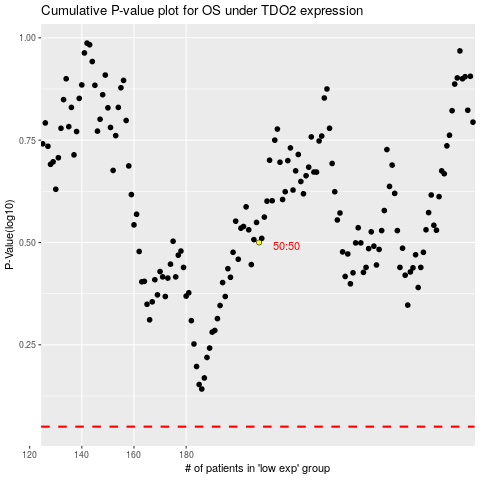 Cumulative P-value plot for OS under TDO2 expression
P-Value(log10)
1.00
0.75
0.50
0.25
50:50
120 140 160 180
# of patients in 'low exp' group